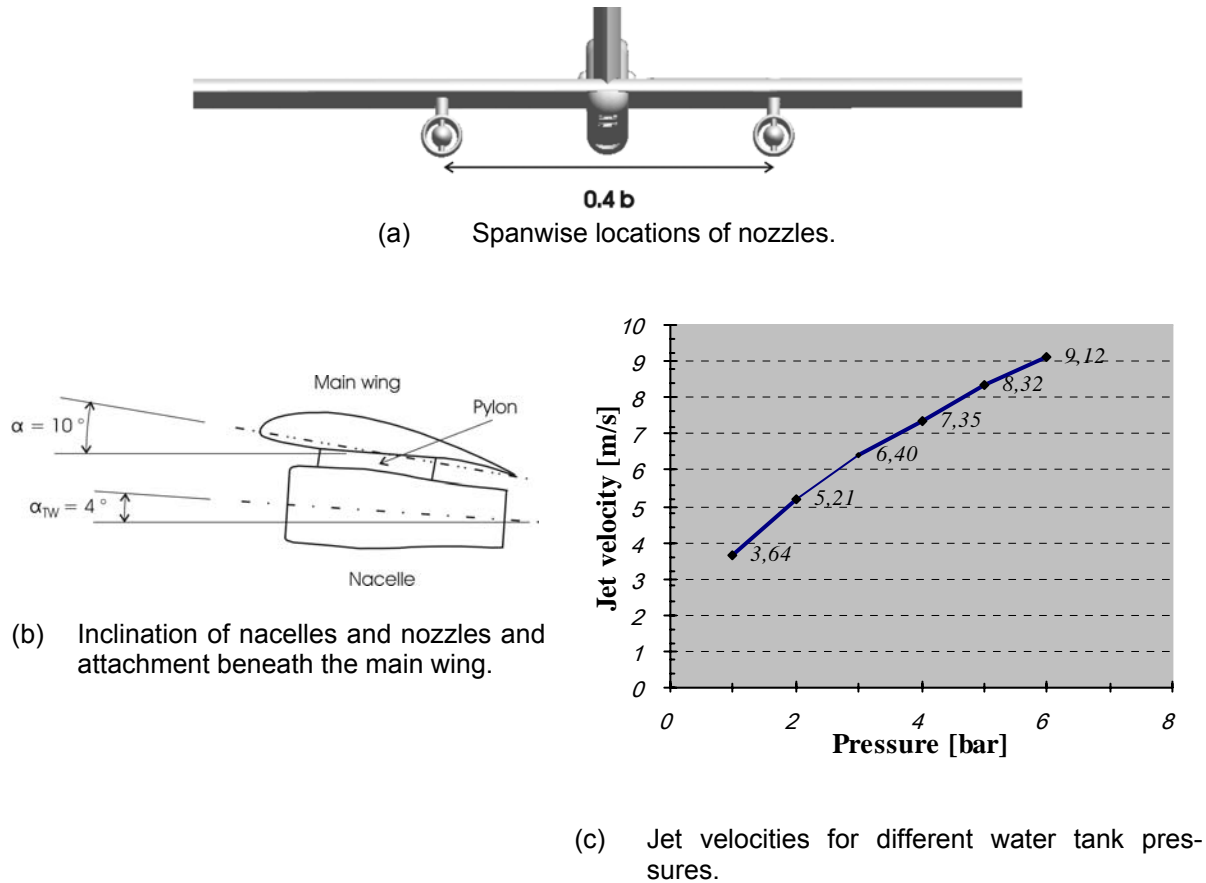 0.4 b
(a) Spanwise locations of nozzles.
Main wing
Pylon
α = 10°
αTW = 4°
Nacelle
(b) Inclination of nacelles and nozzles and
attachment beneath the main wing.
Jet velocity [m/s]
10
9
8
7
6
5
4
3
2
1
0
9,12
8,32
7,35
6,40
5,21
3,64
0 2 4 6 8
Pressure [bar]
(c) Jet velocities for different water tank pres-
sures.